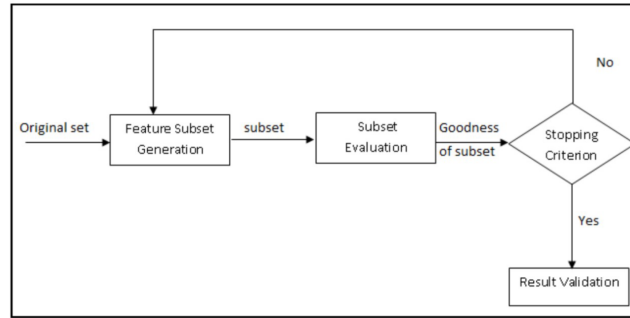 No
Original set
Feature Subset
Generation
subset
Subset
Evaluation
Goodness
of subset
Stopping
Criterion
Yes
Result Validation